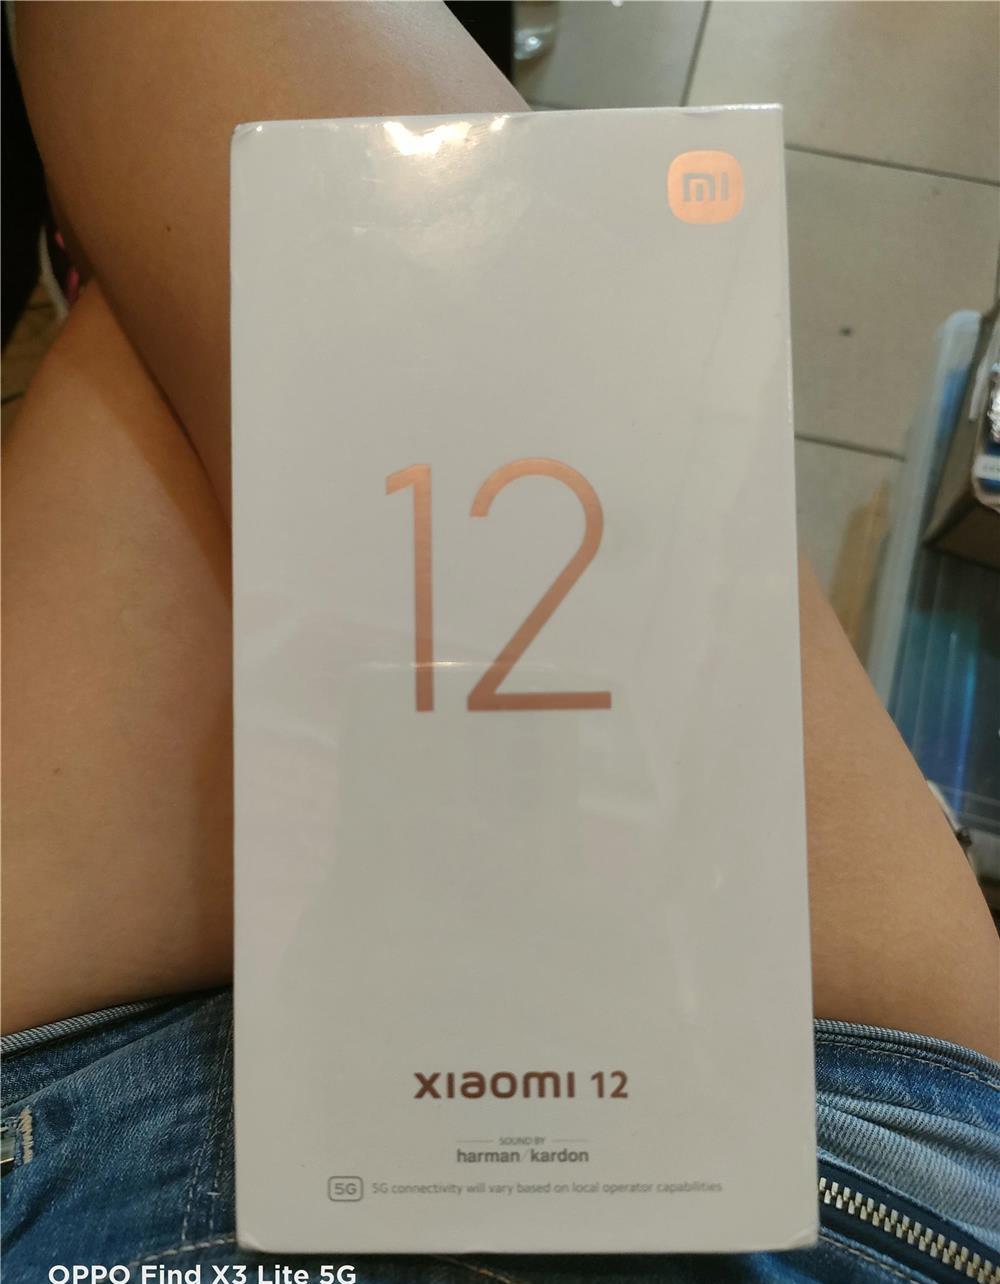 mi
12
xiaomi 12
SOUND BY
harman/kardon
5G 5G connectivity will vary based on local operator capabilities
OPPO Find X3 Lite 5G